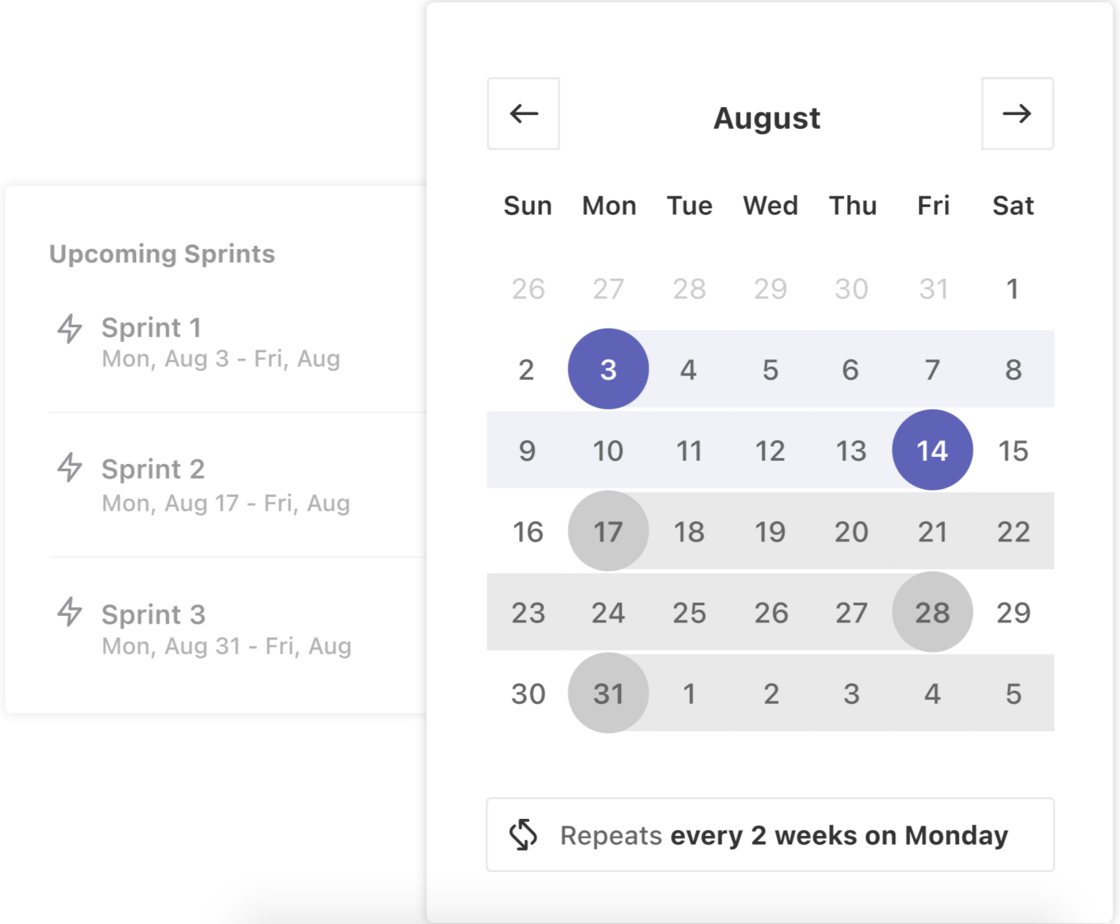 Upcoming Sprints
Sprint 1
Mon, Aug 3 - Fri, Aug
Sprint 2
Mon, Aug 17 - Fri, Aug
Sprint 3
Mon, Aug 31 - Fri, Aug
August
Sun Mon Tue Wed Thu Fri Sat
26 27 28 29 30 31 1
2 3 4 5 6 7 8
9 10 11 12 13 14 15
16 17 18 19 20 21 22
23 24 25 26 27 28 29
30 31 1 2 3 4 5
Repeats every 2 weeks on Monday